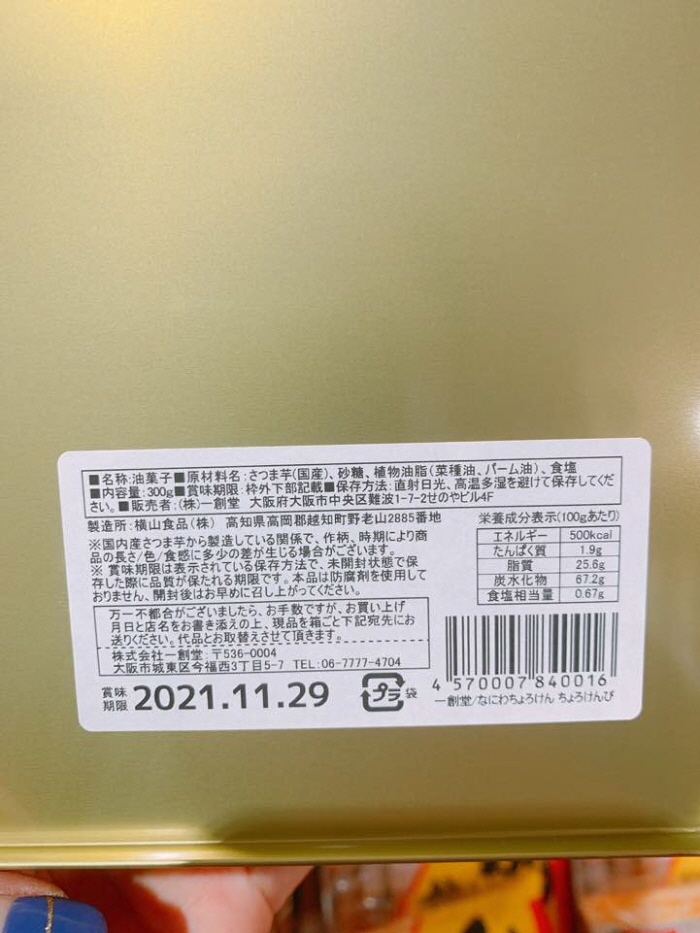 ■名称:油菓子■原材料名:さつま芋(国産)、砂糖、植物油脂(菜種油、パーム油)、食塩
■内容量:300g■賞味期限:枠外下部記載■保存方法:直射日光、高温多湿を避けて保存してくだ
さい。■販売者:(株)一創堂 大阪府大阪市中央区難波1-7-2せのやビル4F
製造所:横山食品(株) 高知県高岡郡越知町野老山2885番地
※国内産さつま芋から製造している関係で、作柄、時期により商
品の長さ/色/食感に多少の差が生じる場合がございます。
※賞味期限は表示されている保存方法で、未開封状態で保
存した際に品質が保たれる期限です。本品は防腐剤を使用して
おりません、開封後はお早めに召し上がってください。
万一不都合がございましたら、お手数ですが、お買い上げ
月日と店名をお書き添えの上、現品を箱ごと下記宛先にお
送りください。代品とお取替えさせて頂きます。
株式会社一創堂:〒536-0004
大阪市城東区今福西3丁目5-7 TEL:06-7777-4704
賞味
期限 2021.11.29
プラ 袋
栄養成分表示(100gあたり)
エネルギー 500kcal
たんぱく質 1.9g
脂質 25.6g
炭水化物 67.2g
食塩相当量 0.67g
4 570007 840016
一創堂/なにわちょろけん ちょろけんぴ